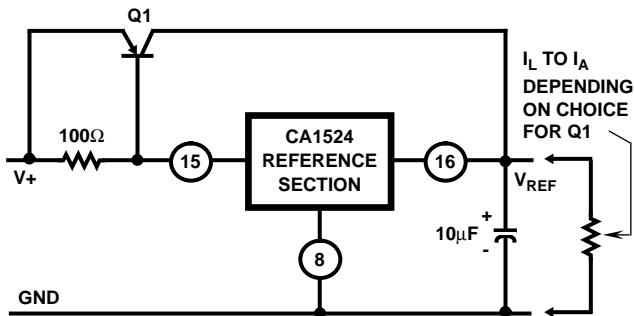 Q1
I_L TO I_A
DEPENDING
ON CHOICE
FOR Q1
100Ω
V+
15
CA1524
REFERENCE
SECTION
16
V_REF
+
10μF
-
8
GND